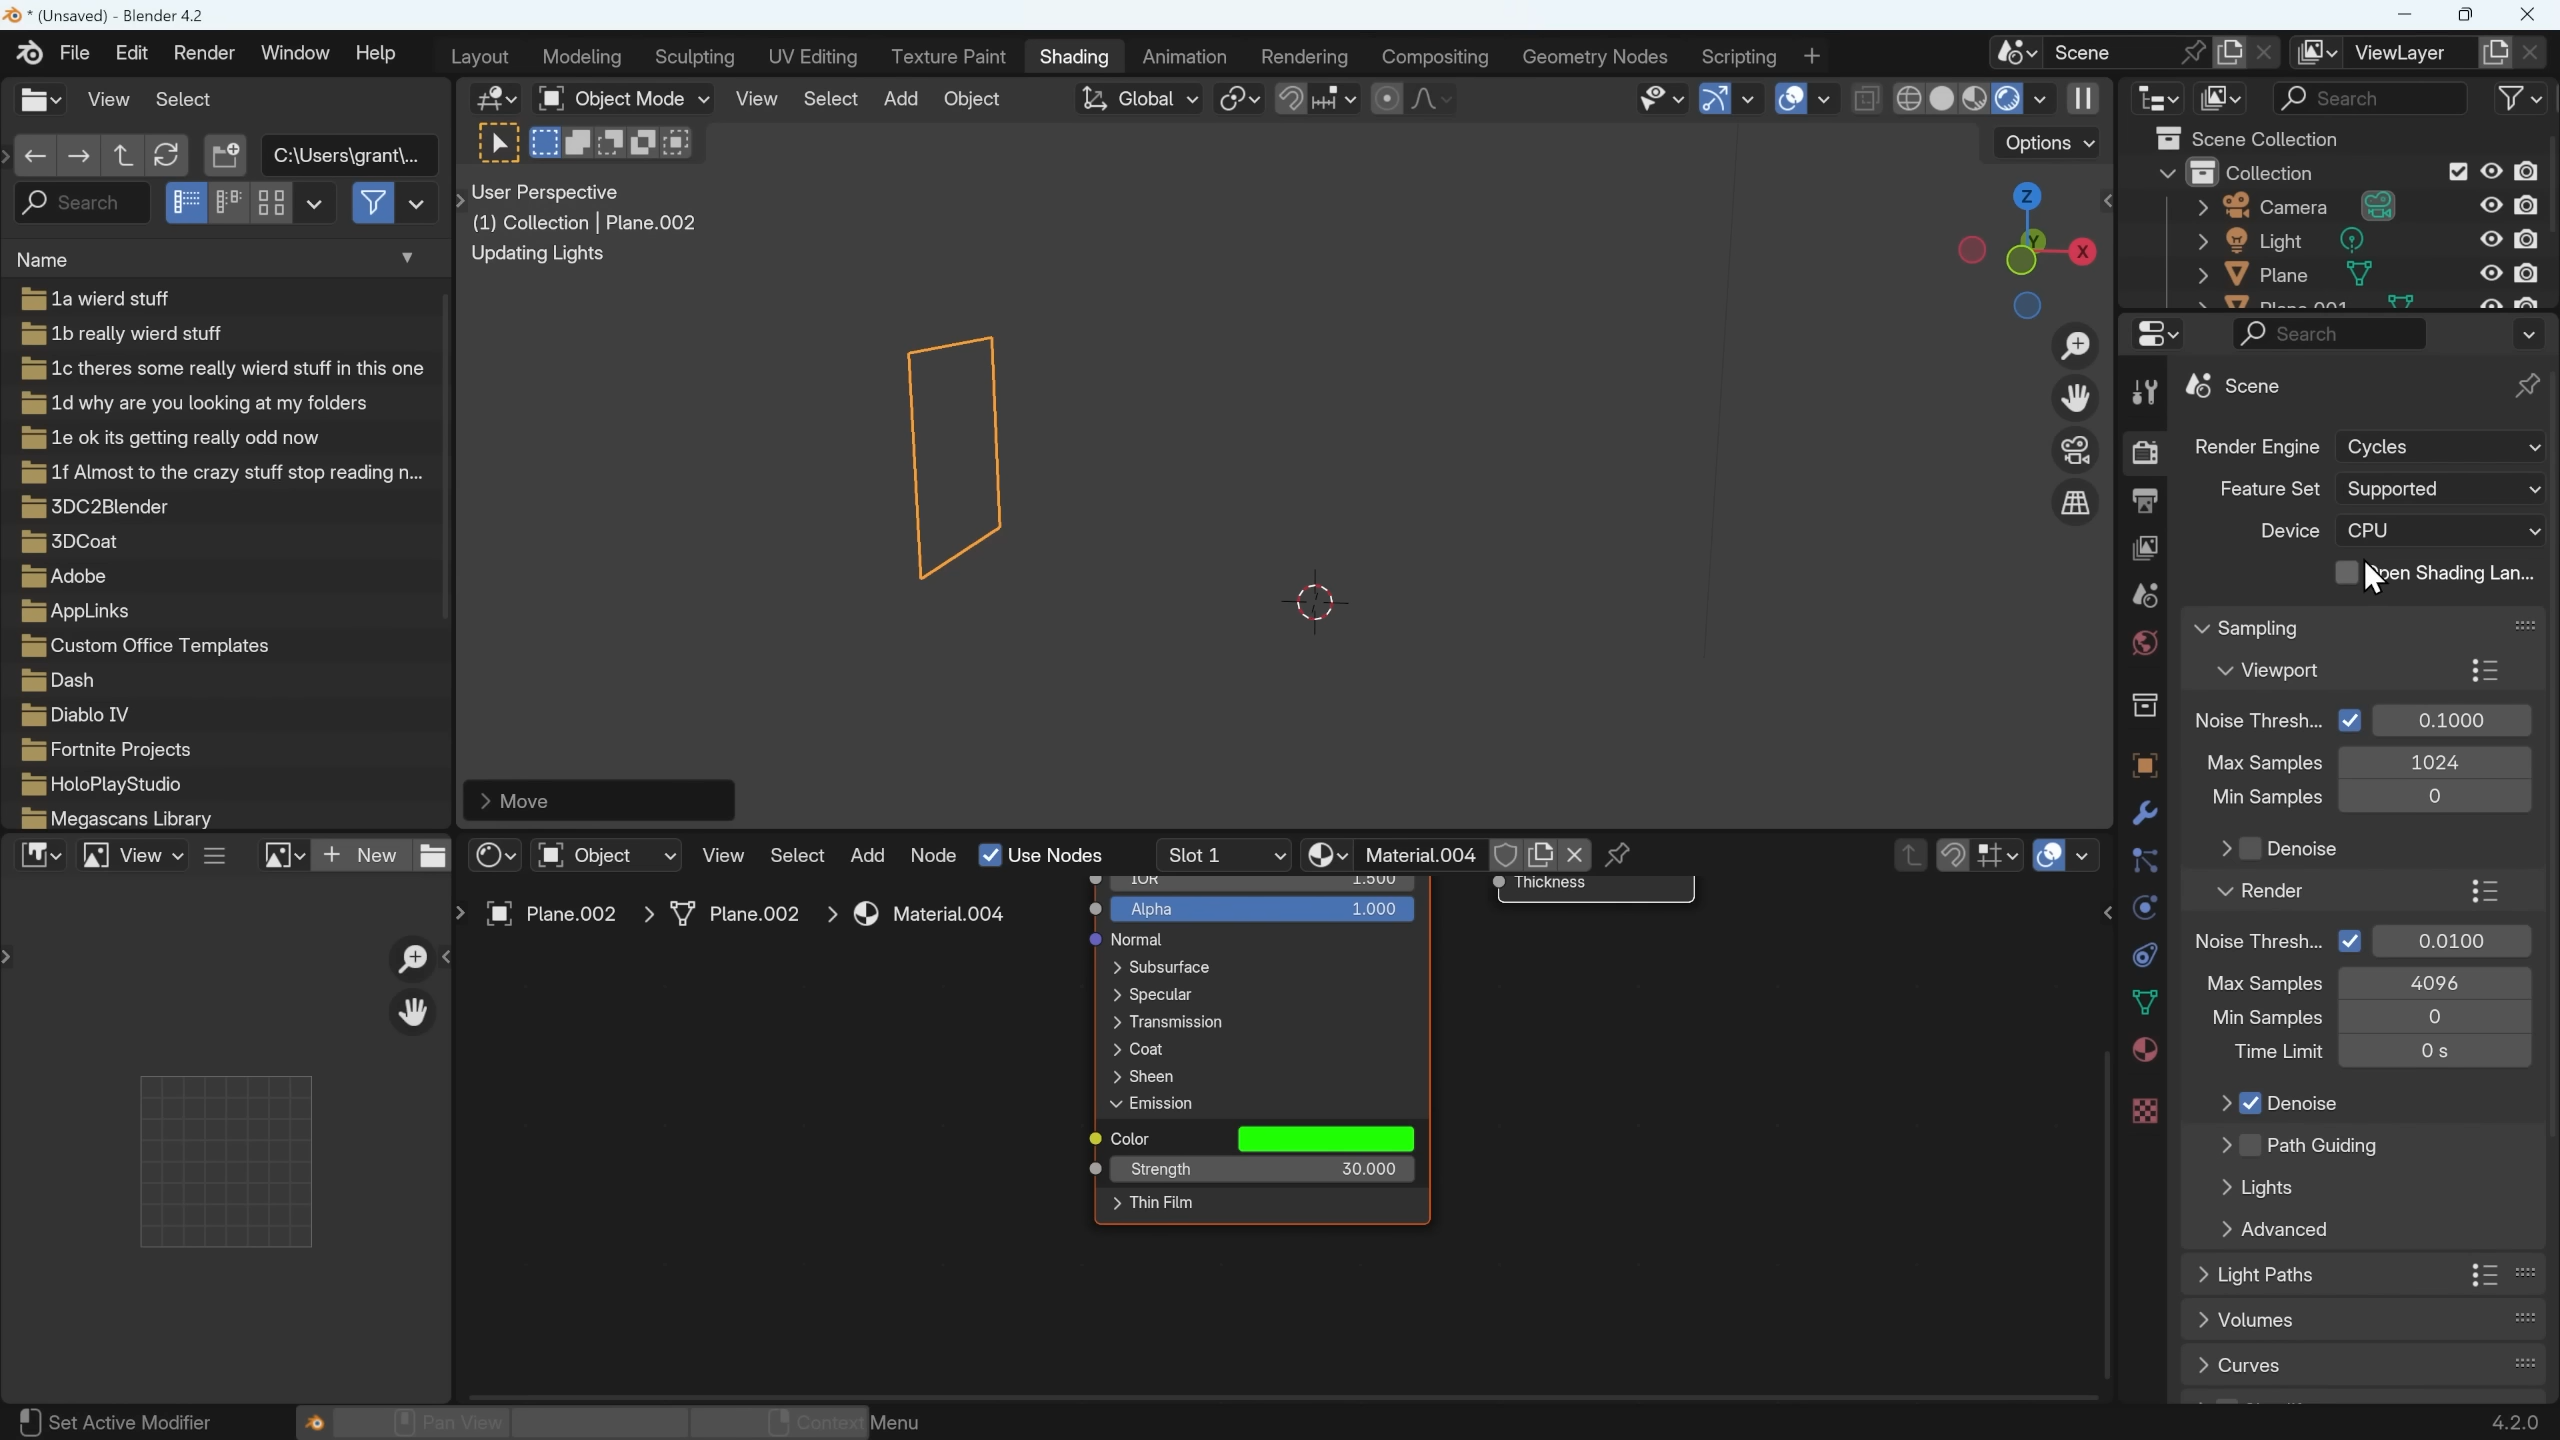 * (Unsaved) - Blender 4.2
File Edit Render Window Help Layout Modeling Sculpting UV Editing Texture Paint Shading Animation Rendering Compositing Geometry Nodes Scripting + Scene ViewLayer
View Select
C:\Users\grant\...
Search
Name
1a wierd stuff
1b really wierd stuff
1c theres some really wierd stuff in this one
1d why are you looking at my folders
1e ok its getting really odd now
1f Almost to the crazy stuff stop reading n...
3DC2Blender
3DCoat
Adobe
AppLinks
Custom Office Templates
Dash
Diablo IV
Fortnite Projects
HoloPlayStudio
Megascans Library
Object Mode View Select Add Object Global
Options
User Perspective
(1) Collection | Plane.002
Updating Lights
Z
Y
X
Move
Search
Scene Collection
Collection
Camera
Light
Plane
Plane.001
Search
Scene
Render Engine Cycles
Feature Set Supported
Device CPU
Open Shading Lan...
Sampling
Viewport
Noise Thresh... 0.1000
Max Samples 1024
Min Samples 0
Denoise
Render
Noise Thresh... 0.0100
Max Samples 4096
Min Samples 0
Time Limit 0 s
Denoise
Path Guiding
Lights
Advanced
Light Paths
Volumes
Curves
View + New
Object View Select Add Node Use Nodes Slot 1 Material.004
Plane.002 > Plane.002 > Material.004
IOR 1.500
Alpha 1.000
Normal
Subsurface
Specular
Transmission
Coat
Sheen
Emission
Color
Strength 30.000
Thin Film
Thickness
Set Active Modifier Pan View Context Menu 4.2.0